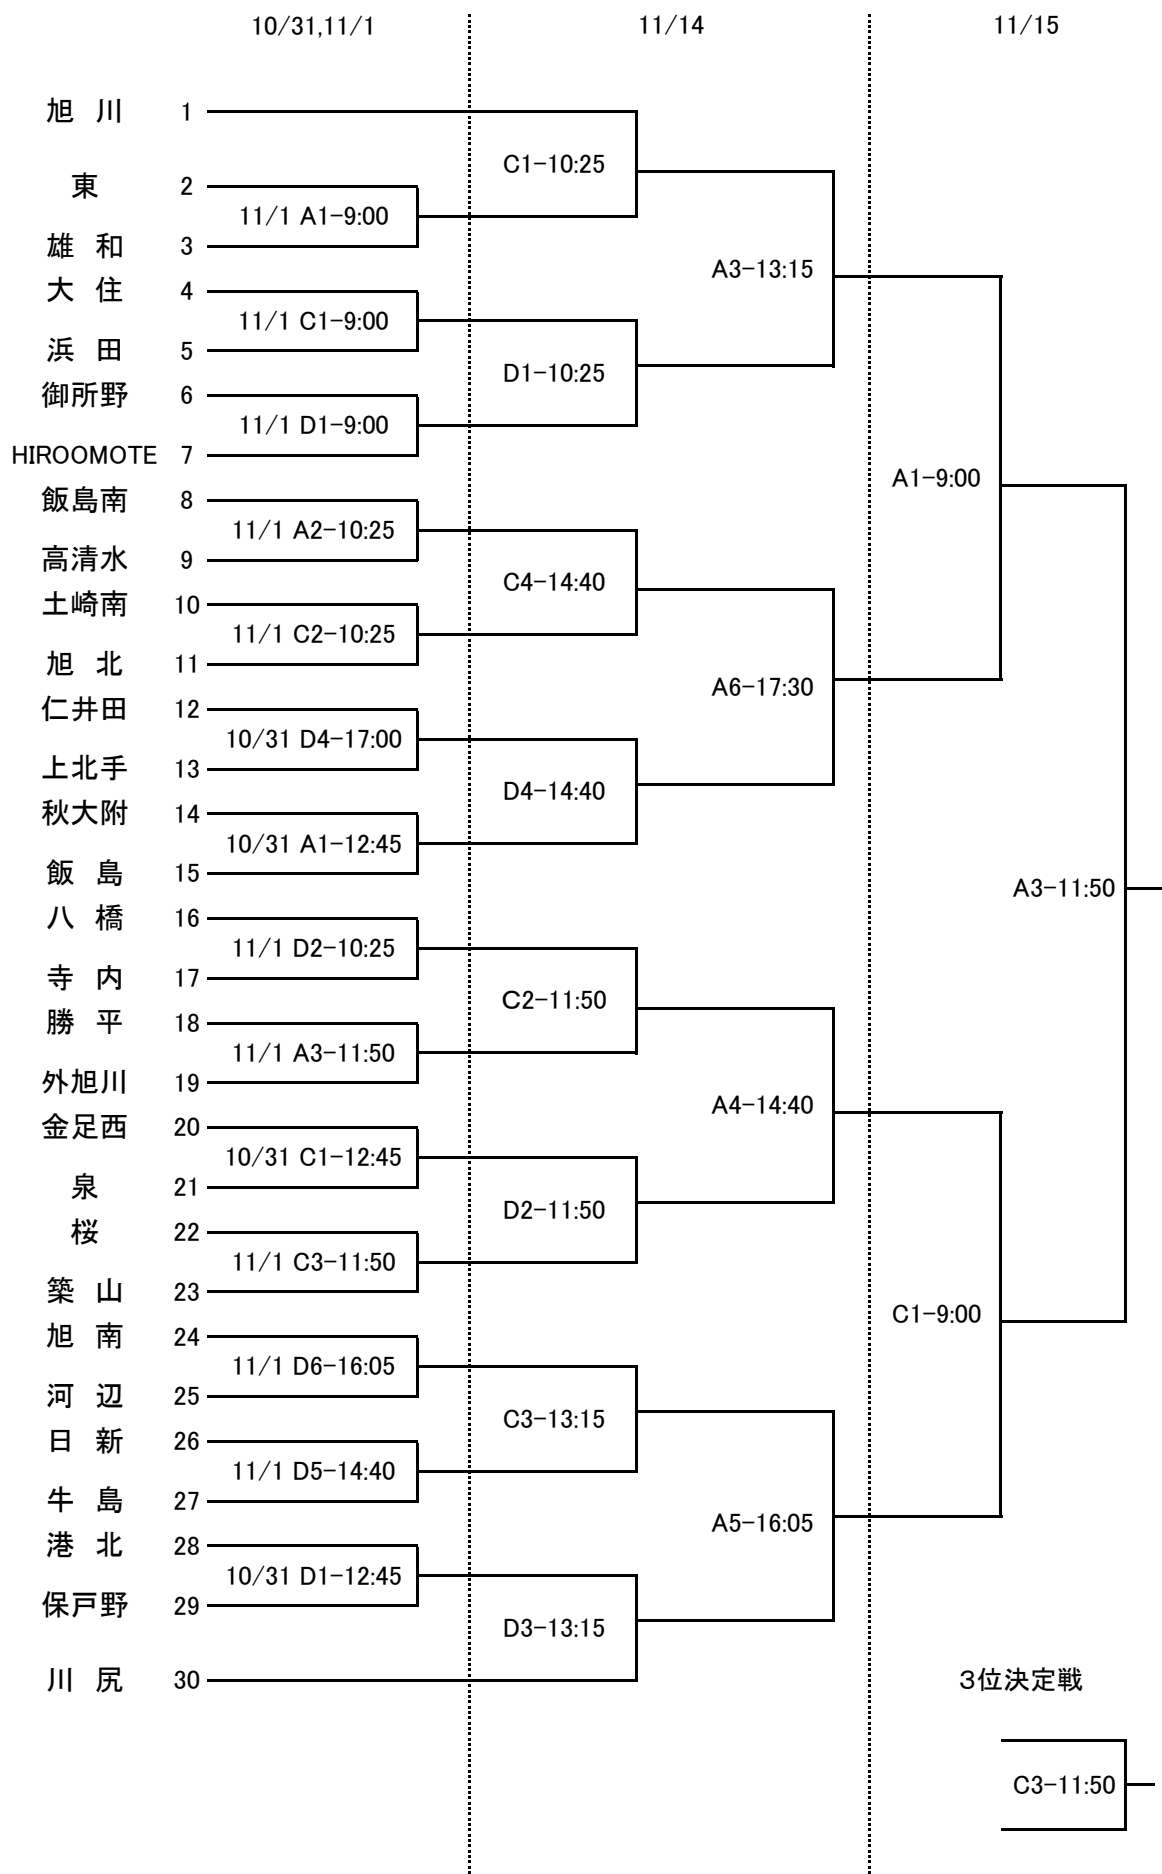 10/31,11/1 11/14 11/15
旭 川 1
C1-10:25
東 2
11/1 A1-9:00
雄 和 3
A3-13:15
大 住 4
11/1 C1-9:00
浜 田 5
D1-10:25
御所野 6
11/1 D1-9:00
HIROOMOTE 7
A1-9:00
飯島南 8
11/1 A2-10:25
高清水 9
C4-14:40
土崎南 10
11/1 C2-10:25
旭 北 11
A6-17:30
仁井田 12
10/31 D4-17:00
上北手 13
D4-14:40
秋大附 14
10/31 A1-12:45
飯 島 15
A3-11:50
八 橋 16
11/1 D2-10:25
寺 内 17
C2-11:50
勝 平 18
11/1 A3-11:50
外旭川 19
A4-14:40
金足西 20
10/31 C1-12:45
泉 21
D2-11:50
桜 22
11/1 C3-11:50
築 山 23
C1-9:00
旭 南 24
11/1 D6-16:05
河 辺 25
C3-13:15
日 新 26
11/1 D5-14:40
牛 島 27
A5-16:05
港 北 28
10/31 D1-12:45
保戸野 29
D3-13:15
川 尻 30
３位決定戦
C3-11:50